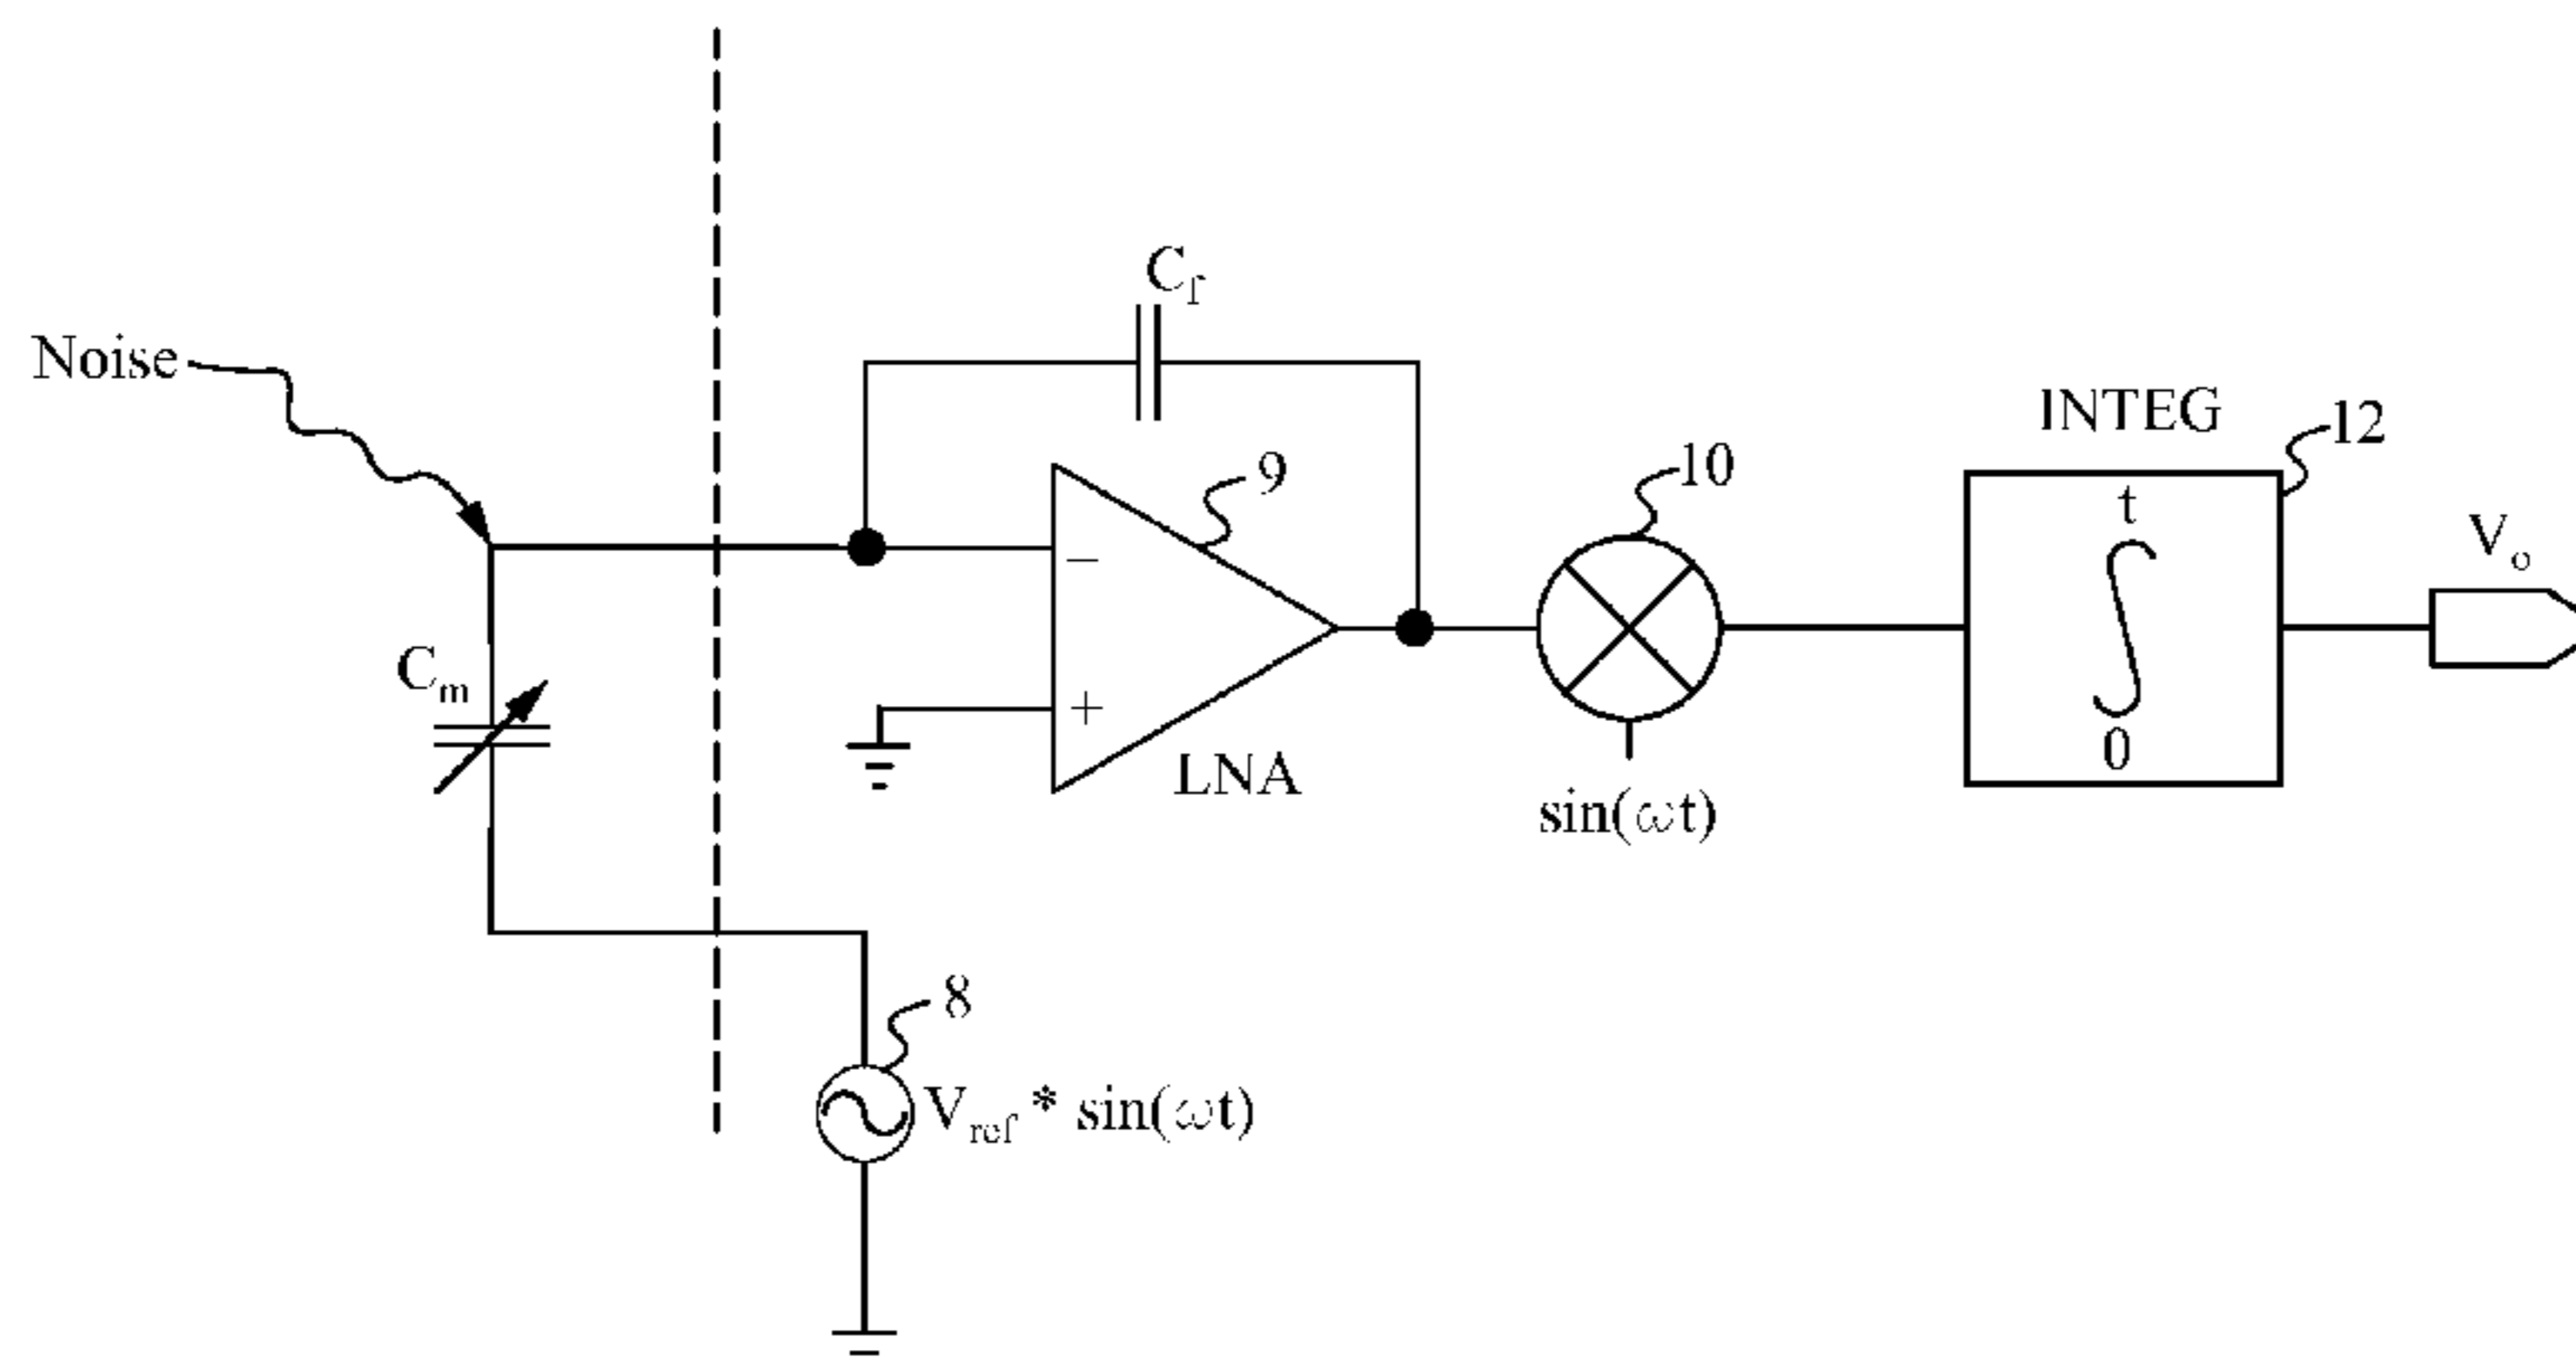 C_f
Noise
INTEG
12
9
10
t
V_o
−
C_m
+
0
LNA
sin(ωt)
8
V_ref * sin(ωt)